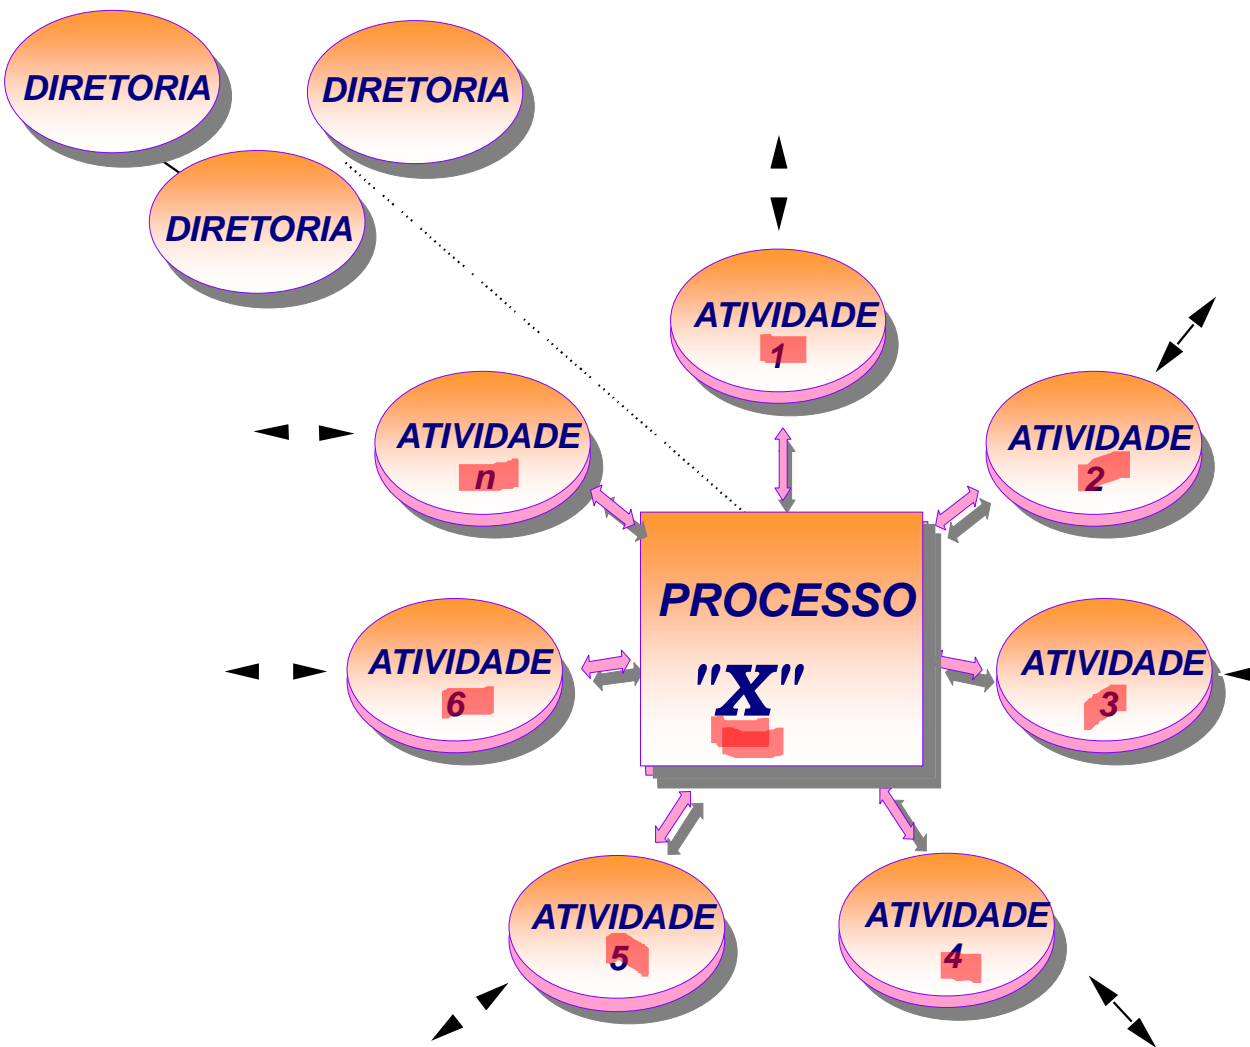 DIRETORIA
DIRETORIA
DIRETORIA
ATIVIDADE
1
ATIVIDADE
n
ATIVIDADE
2
PROCESSO
"X"
ATIVIDADE
6
ATIVIDADE
3
ATIVIDADE
5
ATIVIDADE
4